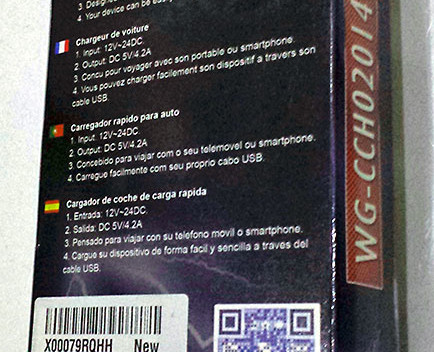 3. Designed
4. Your device can be easy
Chargeur de voiture
1. Input: 12V~24DC.
2. Output: DC 5V/4.2A
3. Concu pour voyager avec son portable ou smartphone.
4. Vous pouvez charger facilement son dispositif a travers son
cable USB.
Carregador rapido para auto
1. Input: 12V~24DC.
2. Output: DC 5V/4.2A
3. Concebido para viajar com o seu telemovel ou smartphone.
4. Carregue facilmente com seu proprio cabo USB.
Cargador de coche de carga rapida
1. Entrada: 12V~24DC.
2. Salida: DC 5V/4.2A
3. Pensado para viajar con su telefono movil o smartphone.
4. Cargue su dispositivo de forma facil y sencilla a traves del
cable USB.
X00079RQHH New
WG-CCH02014